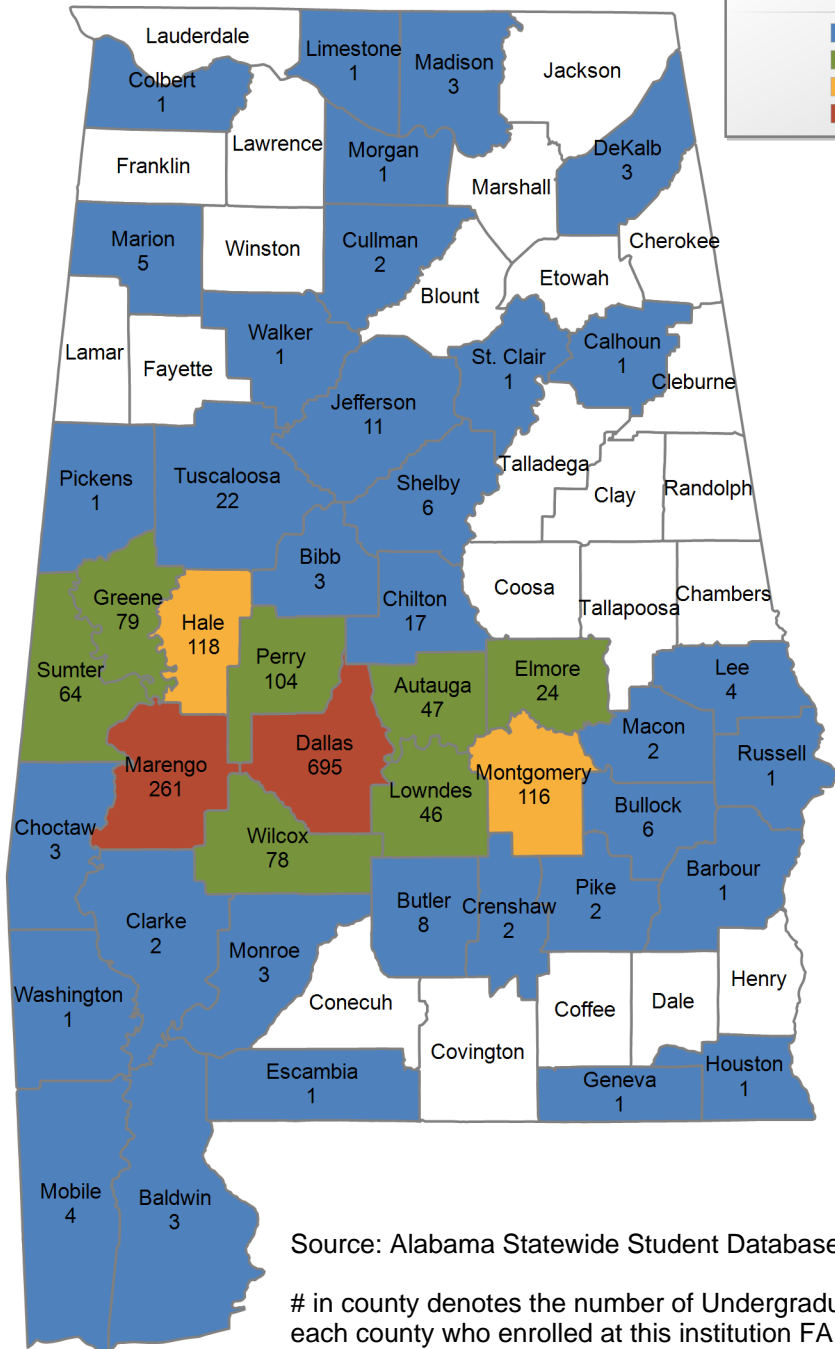 Lauderdale
Limestone
1
Madison
3
Jackson
Colbert
1
Lawrence
Franklin
Morgan
1
DeKalb
3
Marshall
Marion
5
Winston
Cullman
2
Cherokee
Etowah
Blount
Lamar
Fayette
Walker
1
St. Clair
1
Calhoun
1
Cleburne
Jefferson
11
Pickens
1
Tuscaloosa
22
Shelby
6
Talladega
Clay
Randolph
Bibb
3
Chilton
17
Coosa
Tallapoosa
Chambers
Greene
79
Hale
118
Sumter
64
Perry
104
Autauga
47
Elmore
24
Lee
4
Macon
2
Russell
1
Marengo
261
Dallas
695
Lowndes
46
Montgomery
116
Bullock
6
Choctaw
3
Wilcox
78
Barbour
1
Clarke
2
Butler
8
Crenshaw
2
Pike
2
Monroe
3
Washington
1
Conecuh
Covington
Coffee
Dale
Henry
Escambia
1
Geneva
1
Houston
1
Mobile
4
Baldwin
3
Source: Alabama Statewide Student Database
# in county denotes the number of Undergradu
each county who enrolled at this institution FA